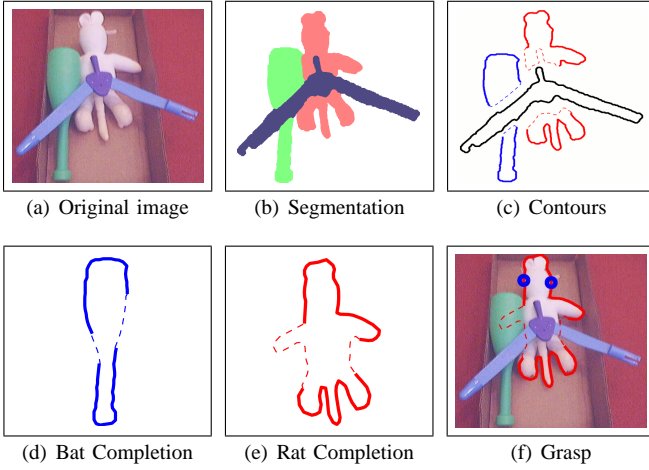 (a) Original image
(b) Segmentation
(c) Contours
(d) Bat Completion
(e) Rat Completion
(f) Grasp